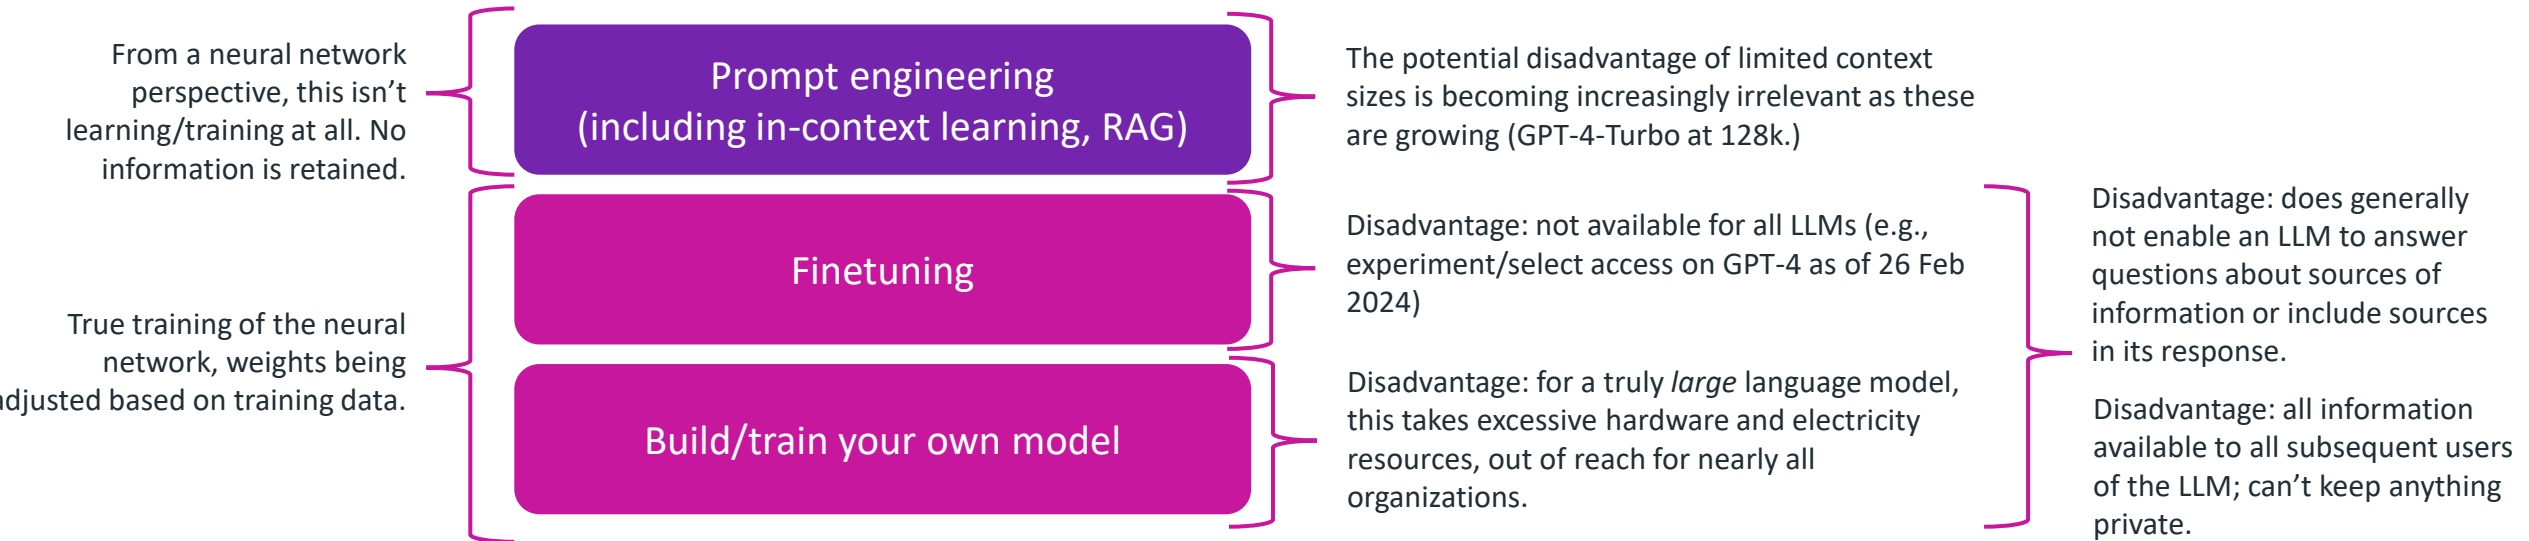 From a neural network
perspective, this isn’t
learning/training at all. No
information is retained.
Prompt engineering
(including in-context learning, RAG)
The potential disadvantage of limited context
sizes is becoming increasingly irrelevant as these
are growing (GPT-4-Turbo at 128k.)
True training of the neural
network, weights being
adjusted based on training data.
Finetuning
Disadvantage: not available for all LLMs (e.g.,
experiment/select access on GPT-4 as of 26 Feb
2024)
Build/train your own model
Disadvantage: for a truly large language model,
this takes excessive hardware and electricity
resources, out of reach for nearly all
organizations.
Disadvantage: does generally
not enable an LLM to answer
questions about sources of
information or include sources
in its response.
Disadvantage: all information
available to all subsequent users
of the LLM; can’t keep anything
private.